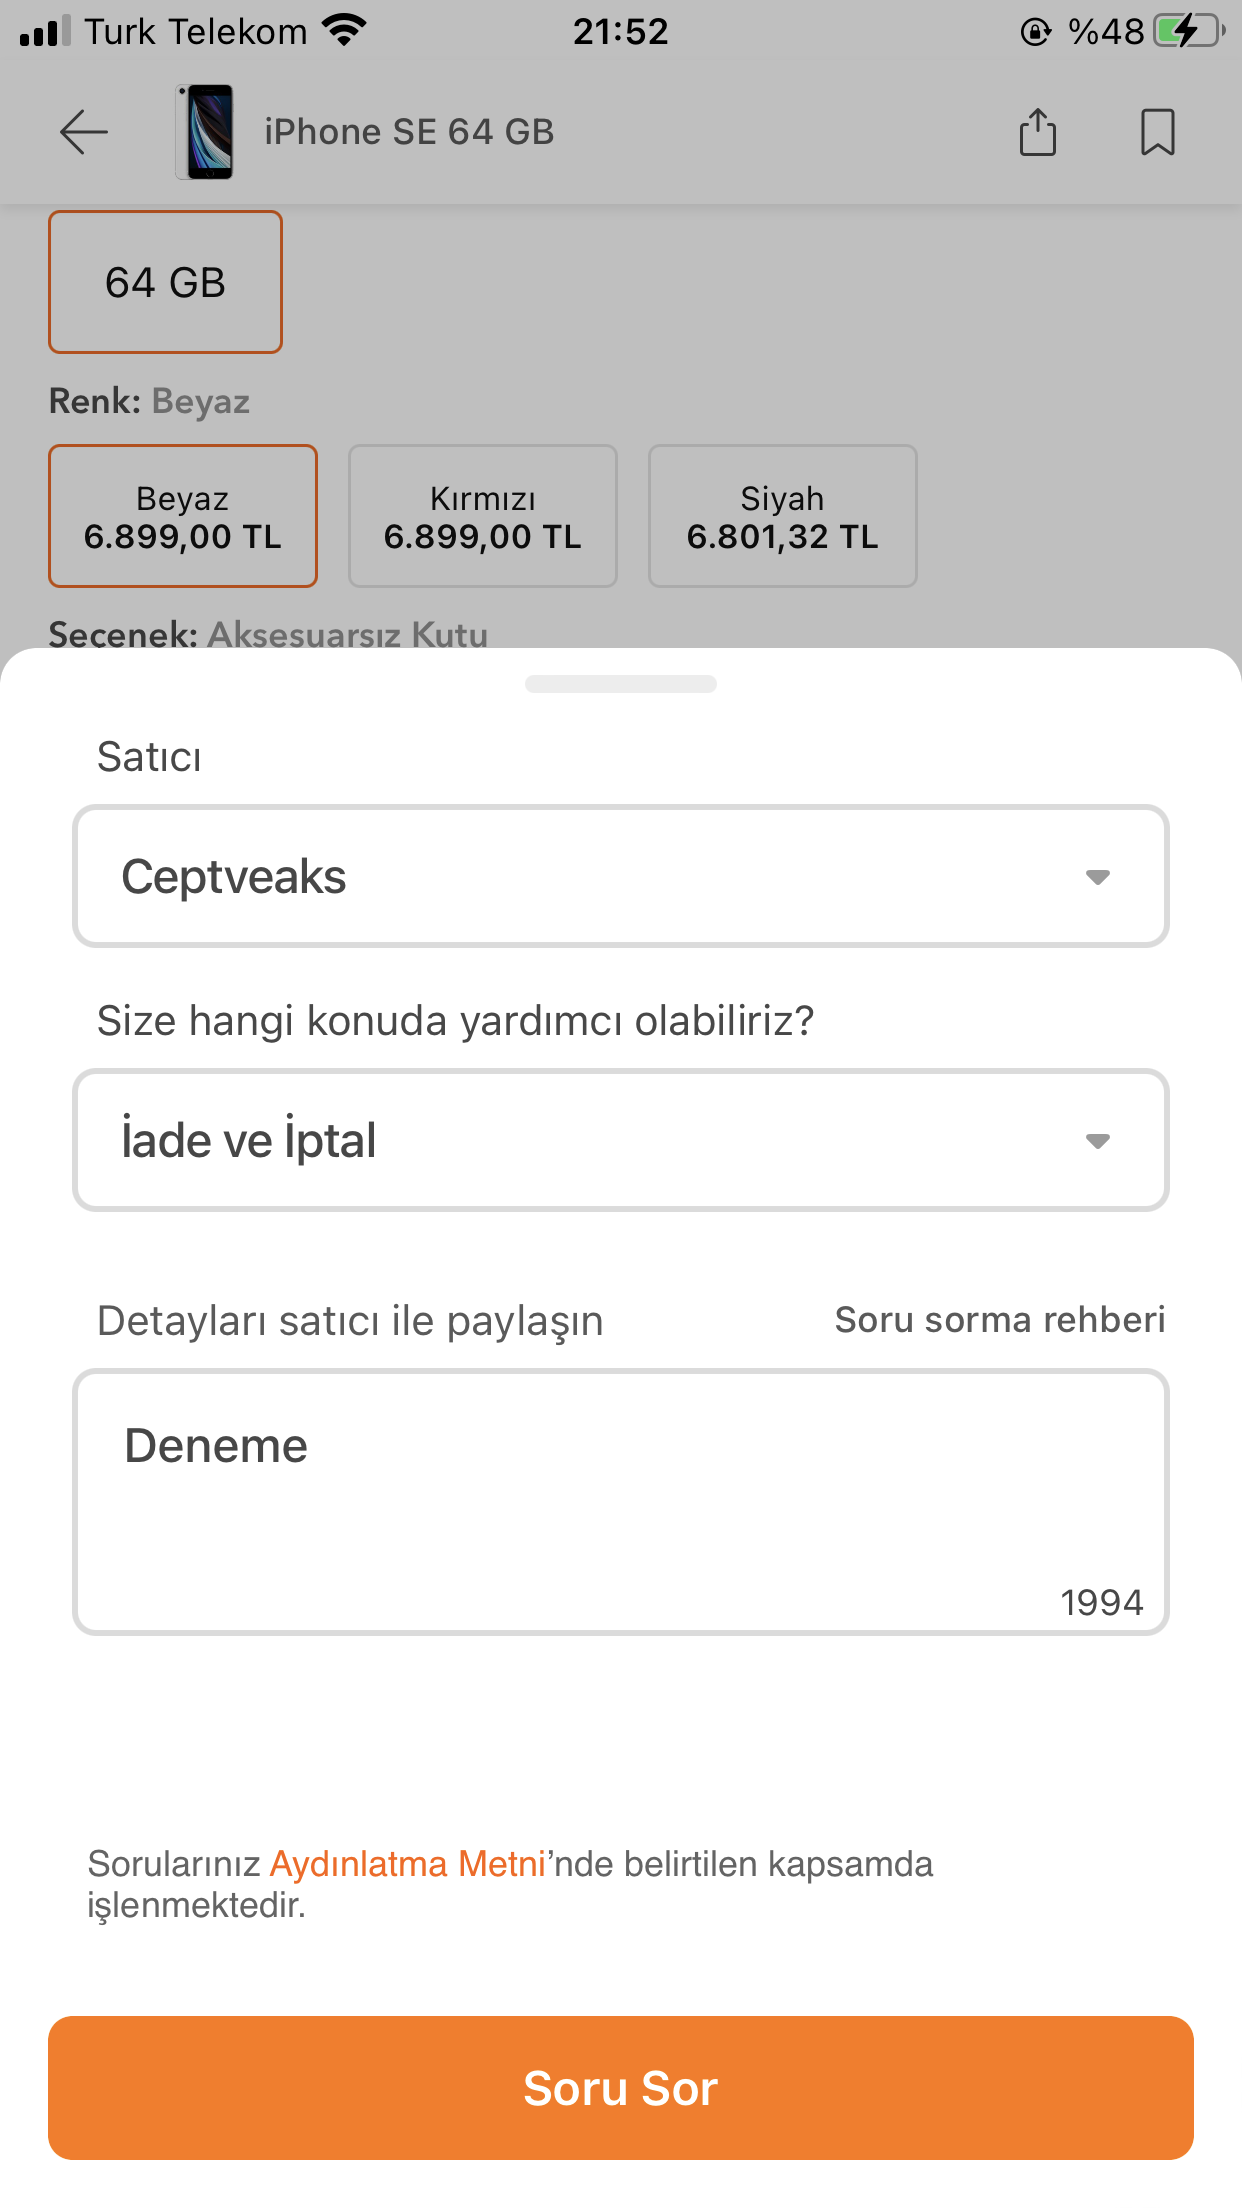 Turk Telekom 21:52 %48
iPhone SE 64 GB
64 GB
Renk: Beyaz
Beyaz Kırmızı Siyah
6.899,00 TL 6.899,00 TL 6.801,32 TL
Seçenek: Aksesuarsız Kutu
Satıcı
Ceptveaks
Size hangi konuda yardımcı olabiliriz?
İade ve İptal
Detayları satıcı ile paylaşın Soru sorma rehberi
Deneme
1994
Sorularınız Aydınlatma Metni’nde belirtilen kapsamda
işlenmektedir.
Soru Sor